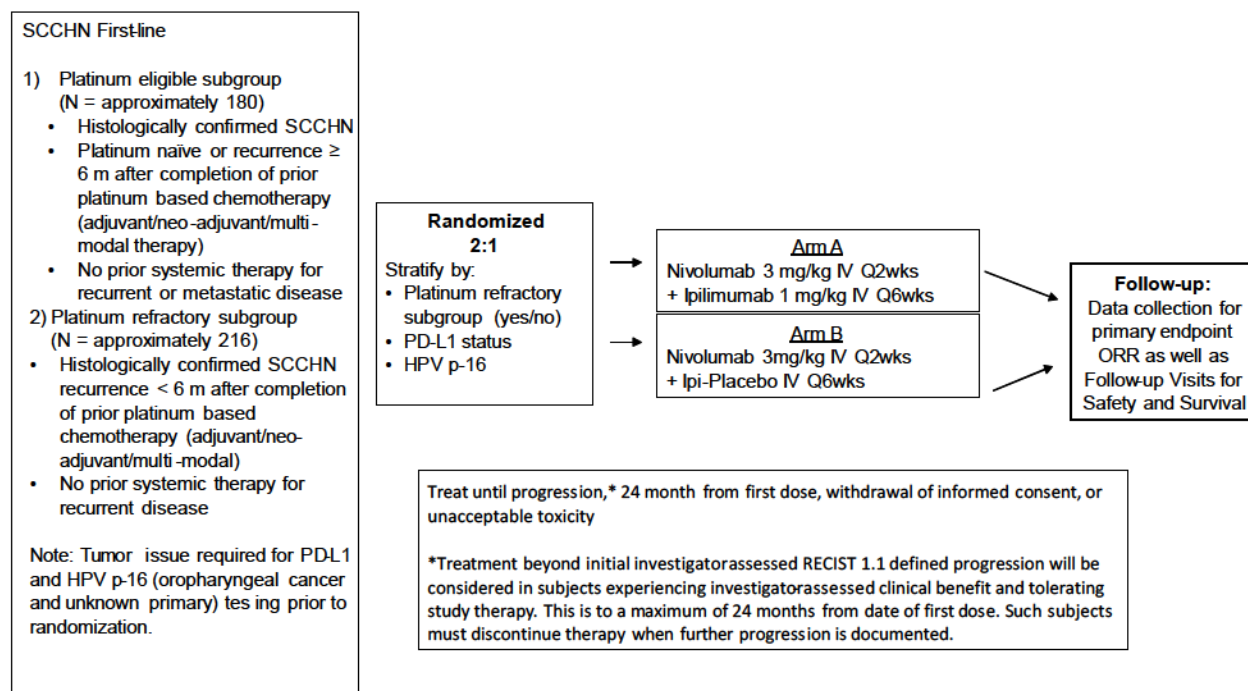 SCCHN First-line
1) Platinum eligible subgroup
(N = approximately 180)
• Histologically confirmed SCCHN
• Platinum naïve or recurrence ≥
6 m after completion of prior
platinum based chemotherapy
(adjuvant/neo-adjuvant/multi-
modal therapy)
• No prior systemic therapy for
recurrent or metastatic disease
2) Platinum refractory subgroup
(N = approximately 216)
• Histologically confirmed SCCHN
recurrence < 6 m after completion
of prior platinum based
chemotherapy (adjuvant/neo-
adjuvant/multi-modal)
• No prior systemic therapy for
recurrent disease
Note: Tumor issue required for PD-L1
and HPV p-16 (oropharyngeal cancer
and unknown primary) tes ing prior to
randomization.
Randomized
2:1
Stratify by:
• Platinum refractory
subgroup (yes/no)
• PD-L1 status
• HPV p-16
Arm A
Nivolumab 3 mg/kg IV Q2wks
+ Ipilimumab 1 mg/kg IV Q6wks
Arm B
Nivolumab 3mg/kg IV Q2wks
+ Ipi-Placebo IV Q6wks
Follow-up:
Data collection for
primary endpoint
ORR as well as
Follow-up Visits for
Safety and Survival
Treat until progression,* 24 month from first dose, withdrawal of informed consent, or
unacceptable toxicity
*Treatment beyond initial investigatorassessed RECIST 1.1 defined progression will be
considered in subjects experiencing investigatorassessed clinical benefit and tolerating
study therapy. This is to a maximum of 24 months from date of first dose. Such subjects
must discontinue therapy when further progression is documented.